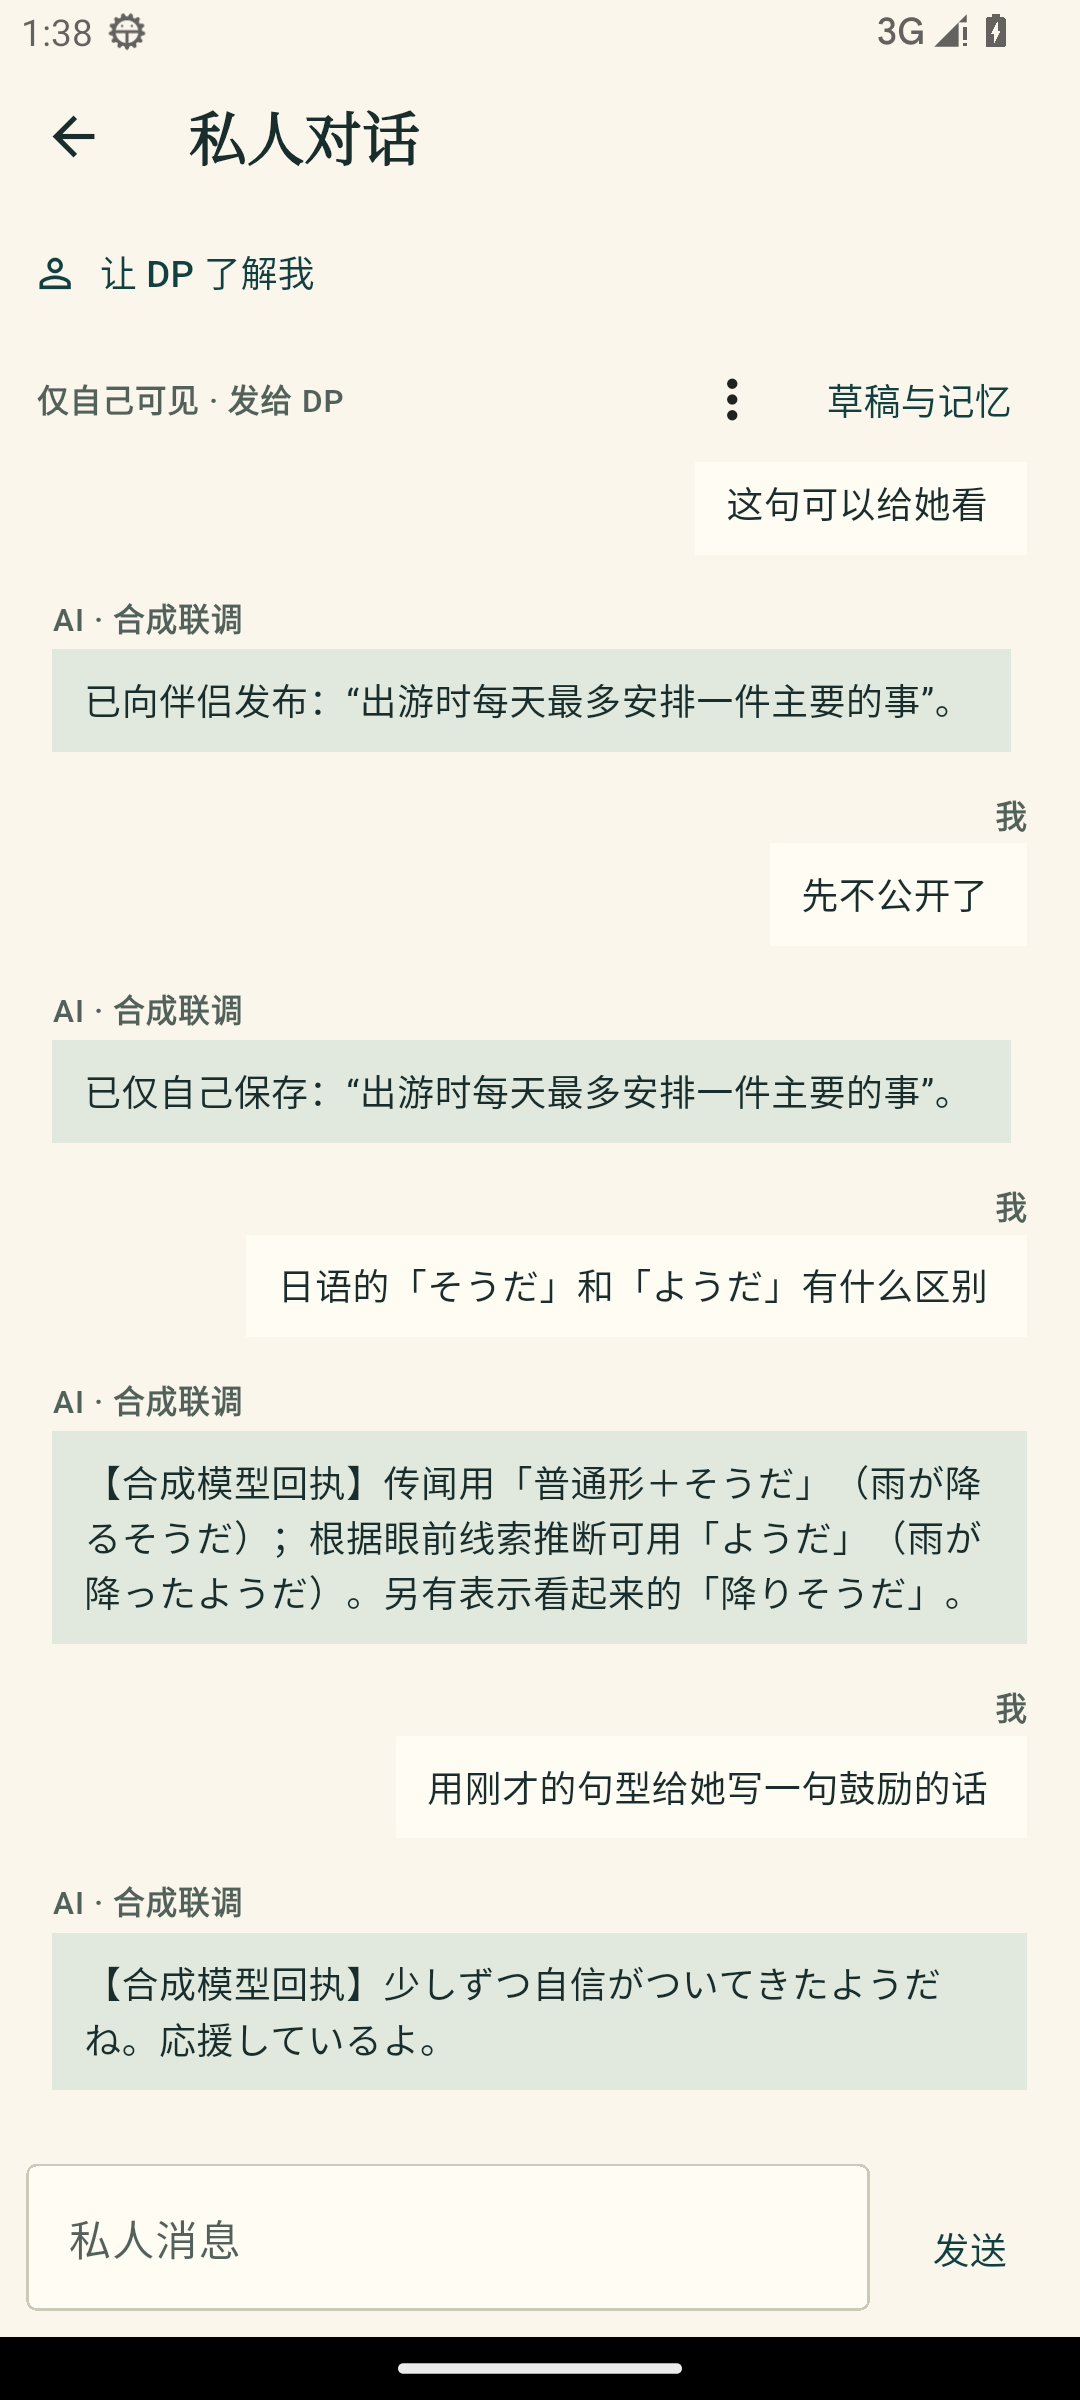 1:38
3G
私人对话
让 DP 了解我
仅自己可见 · 发给 DP
草稿与记忆
这句可以给她看
AI · 合成联调
已向伴侣发布：“出游时每天最多安排一件主要的事”。
我
先不公开了
AI · 合成联调
已仅自己保存：“出游时每天最多安排一件主要的事”。
我
日语的「そうだ」和「ようだ」有什么区别
AI · 合成联调
【合成模型回执】传闻用「普通形＋そうだ」（雨が降
るそうだ）；根据眼前线索推断可用「ようだ」（雨が
降ったようだ）。另有表示看起来的「降りそうだ」。
我
用刚才的句型给她写一句鼓励的话
AI · 合成联调
【合成模型回执】少しずつ自信がついてきたようだ
ね。応援しているよ。
私人消息
发送